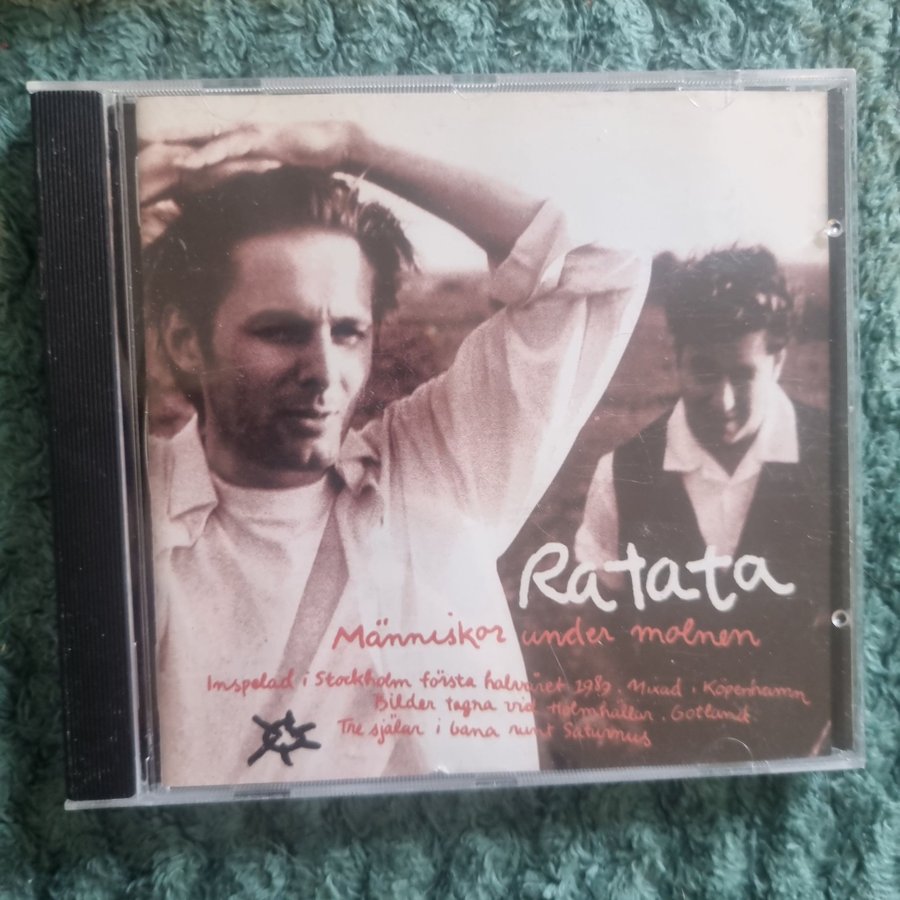 Ratata
Människor under molnen
Inspelad i Stockholm första halvåret 1989. Mixad i Köpenhamn
Bilder tagna vid Holmhällar, Gotland.
Tre själar i bana runt Saturnus